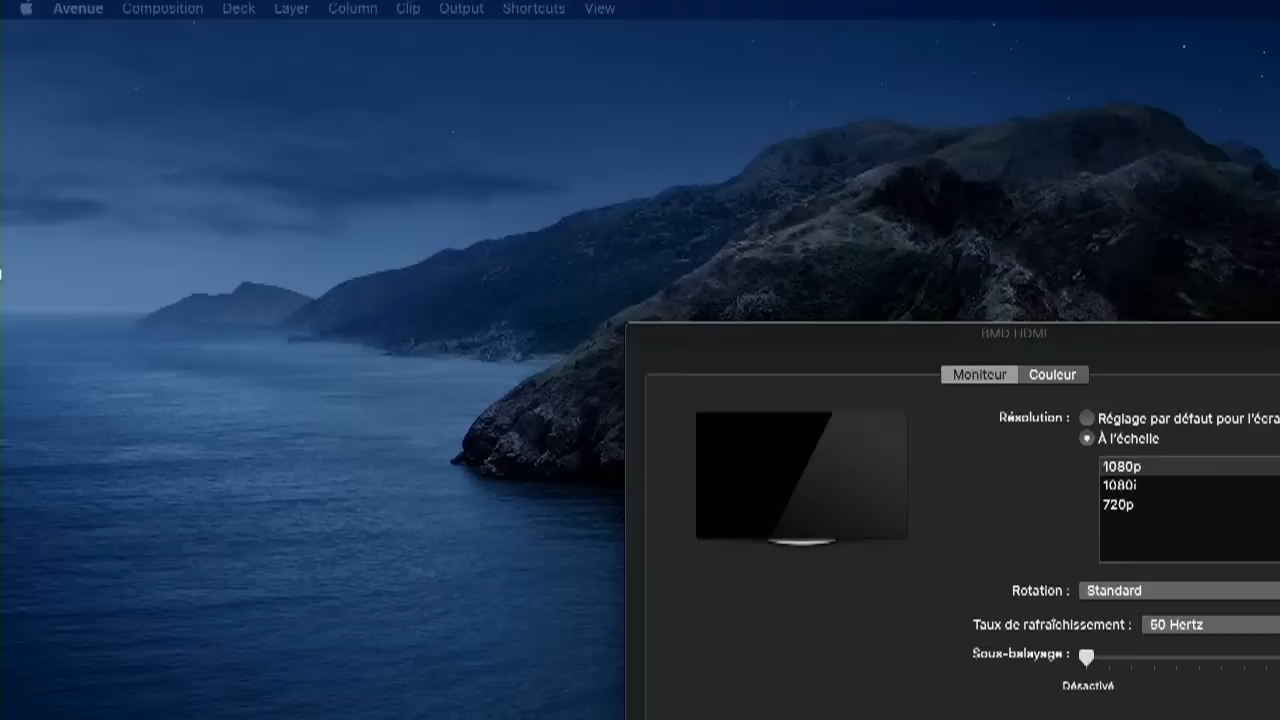 Avenue Composition Deck Layer Column Clip Output Shortcuts View
BMD HDMI
Moniteur Couleur
Résolution : Réglage par défaut pour l'écra
À l'échelle
1080p
1080i
720p
Rotation : Standard
Taux de rafraîchissement : 50 Hertz
Sous-balayage :
Désactivé